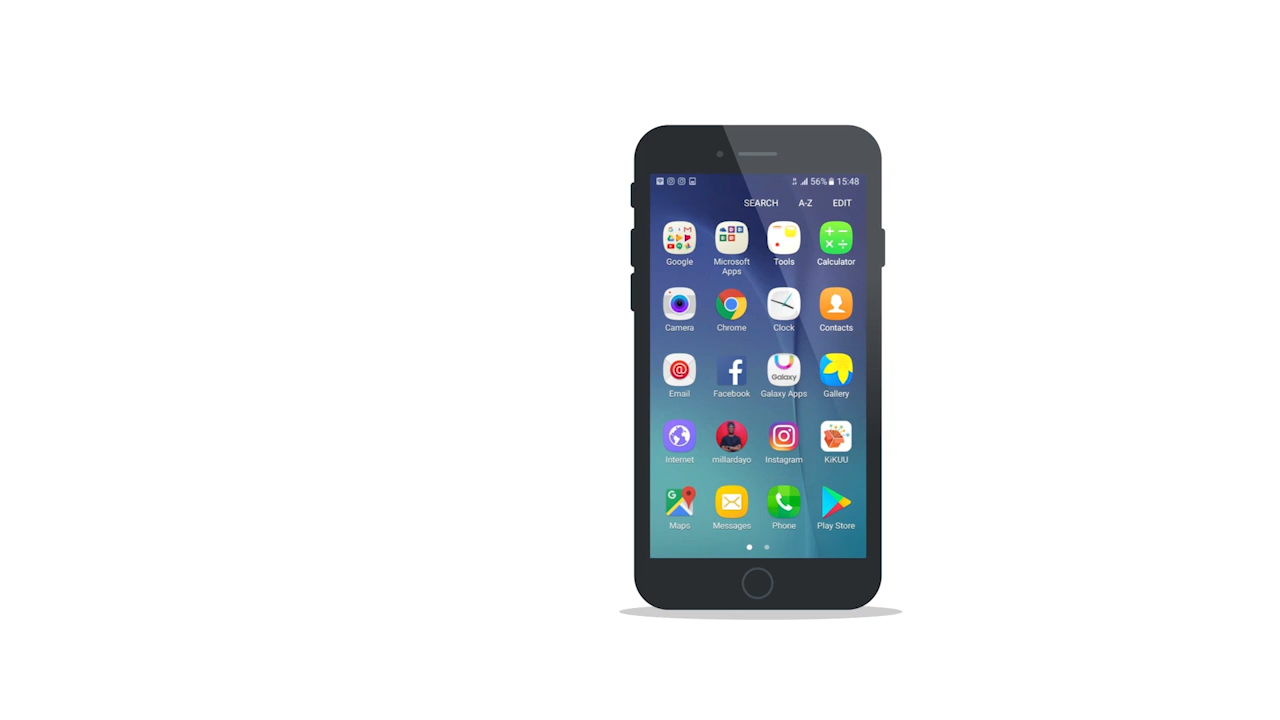 56% 15:48
SEARCH A-Z EDIT
Google Microsoft Apps Tools Calculator
Camera Chrome Clock Contacts
Galaxy
Email Facebook Galaxy Apps Gallery
Internet millardayo Instagram KiKUU
Maps Messages Phone Play Store